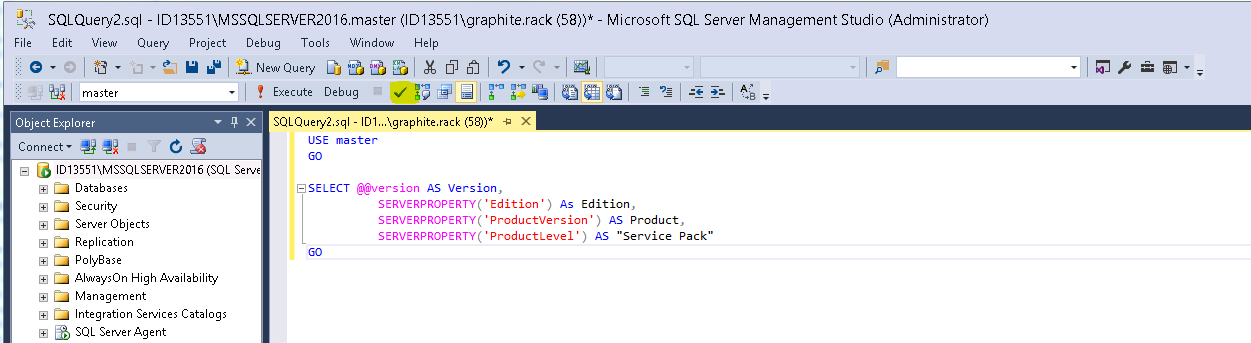 SQLQuery2.sql - ID13551\MSSQLSERVER2016.master (ID13551\graphite.rack (58))* - Microsoft SQL Server Management Studio (Administrator)
File Edit View Query Project Debug Tools Window Help
New Query
master Execute Debug
Object Explorer
SQLQuery2.sql - ID1...\graphite.rack (58))*
Connect
ID13551\MSSQLSERVER2016 (SQL Serve
Databases
Security
Server Objects
Replication
PolyBase
AlwaysOn High Availability
Management
Integration Services Catalogs
SQL Server Agent
USE master
GO
SELECT @@version AS Version,
SERVERPROPERTY('Edition') As Edition,
SERVERPROPERTY('ProductVersion') AS Product,
SERVERPROPERTY('ProductLevel') AS "Service Pack"
GO